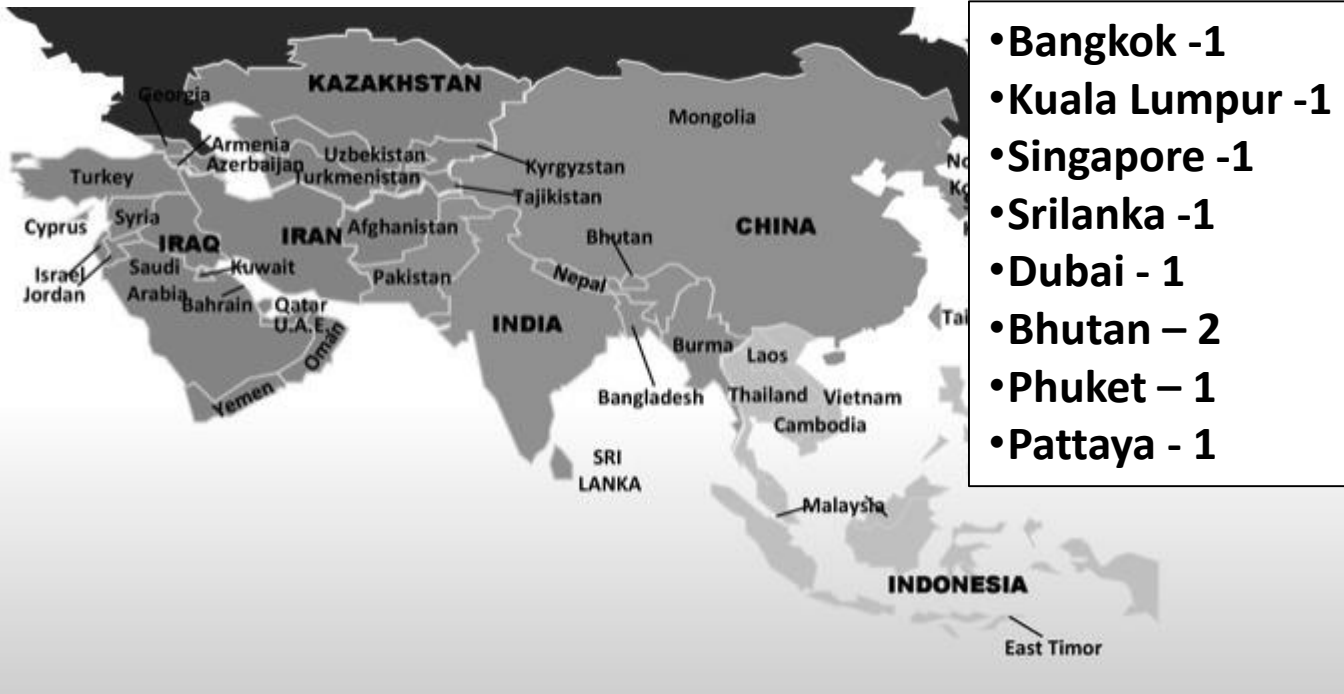 KAZAKHSTAN
Georgia
Mongolia
Armenia
Azerbaijan
Uzbekistan
Turkmenistan
Kyrgyzstan
Tajikistan
Turkey
Cyprus
Syria
IRAQ
IRAN
Afghanistan
CHINA
Bhutan
Israel
Jordan
Saudi
Arabia
Kuwait
Bahrain
Qatar
U.A.E.
Oman
Yemen
Pakistan
Nepal
INDIA
Burma
Laos
Bangladesh
Thailand
Vietnam
Cambodia
SRI
LANKA
Malaysia
INDONESIA
East Timor
No
Tai
•Bangkok -1
•Kuala Lumpur -1
•Singapore -1
•Srilanka -1
•Dubai - 1
•Bhutan – 2
•Phuket – 1
•Pattaya - 1